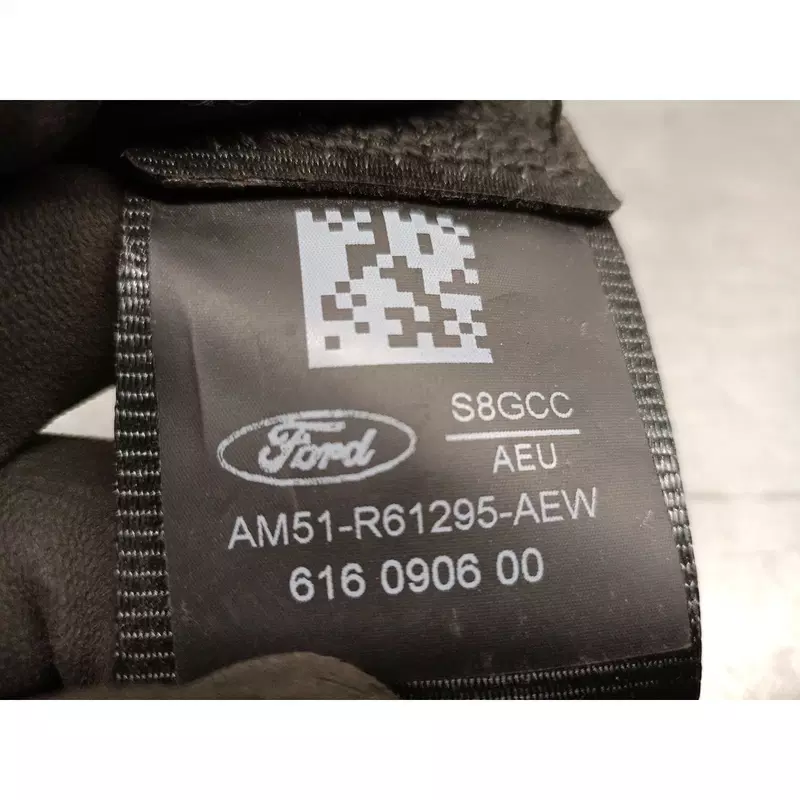 S8GCC
Ford AEU
AM51-R61295-AEW
616 0906 00